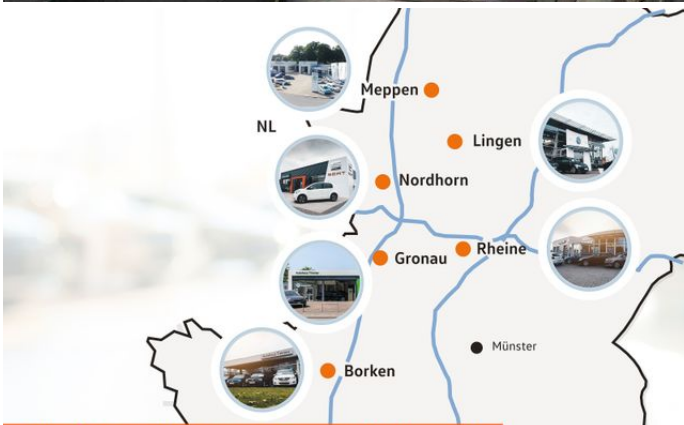 Meppen
NL
Lingen
Nordhorn
Gronau
Rheine
Münster
Borken